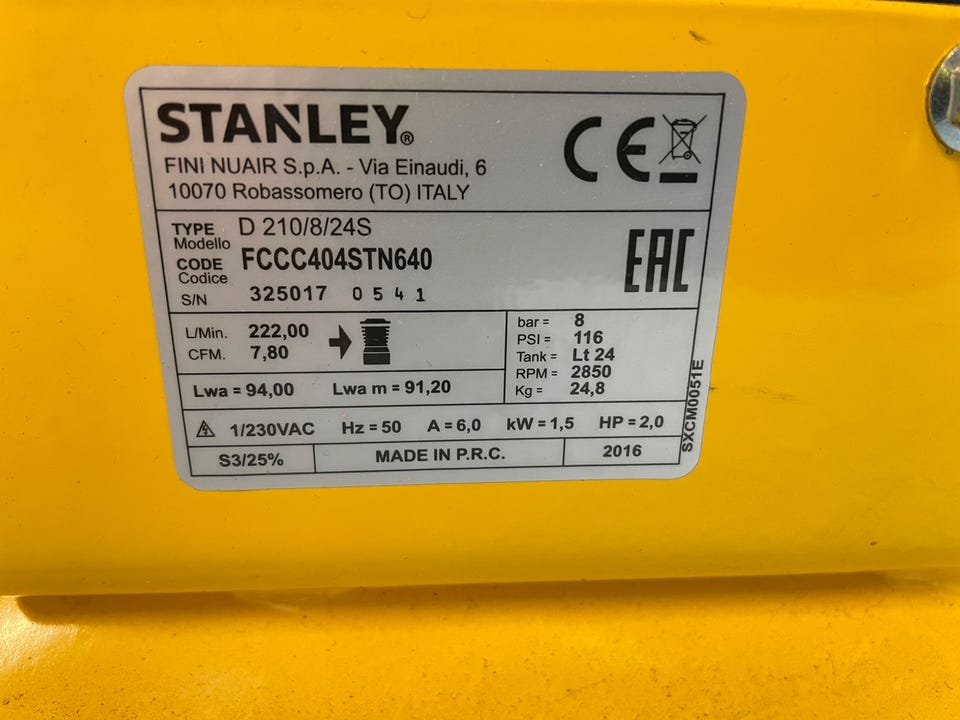 STANLEY®
FINI NUAIR S.p.A. - Via Einaudi, 6
10070 Robassomero (TO) ITALY
CE
TYPE D 210/8/24S
Modello
CODE FCCC404STN640
Codice
S/N 325017 0541
EAC
L/Min. 222,00
CFM. 7,80
bar = 8
PSI = 116
Tank = Lt 24
RPM = 2850
Kg = 24,8
Lwa = 94,00 Lwa m = 91,20
SXCM0051E
1/230VAC Hz = 50 A = 6,0 kW = 1,5 HP = 2,0
S3/25% MADE IN P.R.C. 2016